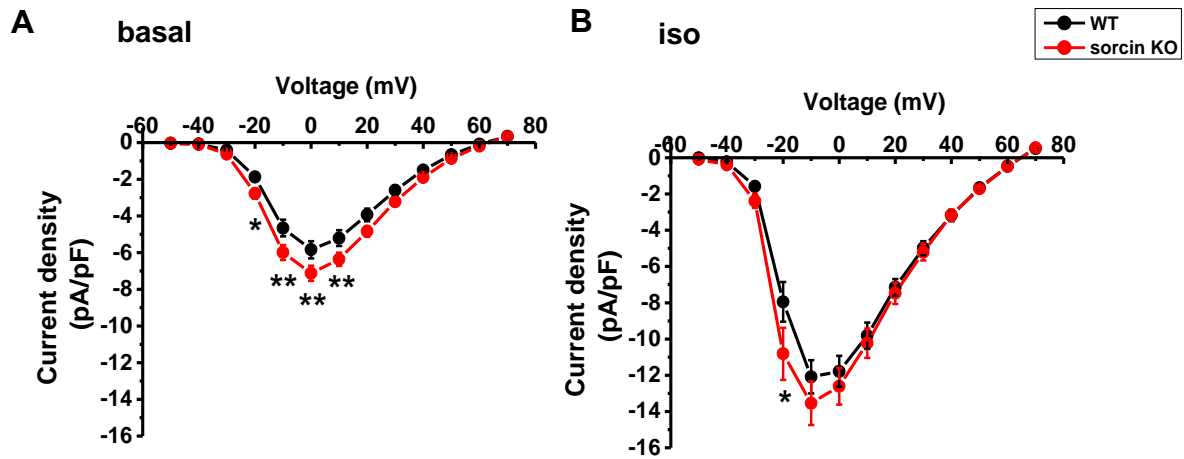 A
basal
Voltage (mV)
-60 -40 -20 0 20 40 60 80
0
-2
-4
-6
-8
-10
-12
-14
-16
Current density
(pA/pF)
*
**
**
**
B
iso
WT
sorcin KO
Voltage (mV)
-60 -40 -20 0 20 40 60 80
0
-2
-4
-6
-8
-10
-12
-14
-16
Current density
(pA/pF)
*